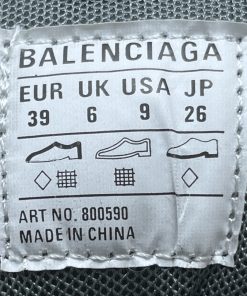 BALENCIAGA
EUR UK USA JP
39 6 9 26
ART NO. 800590
MADE IN CHINA